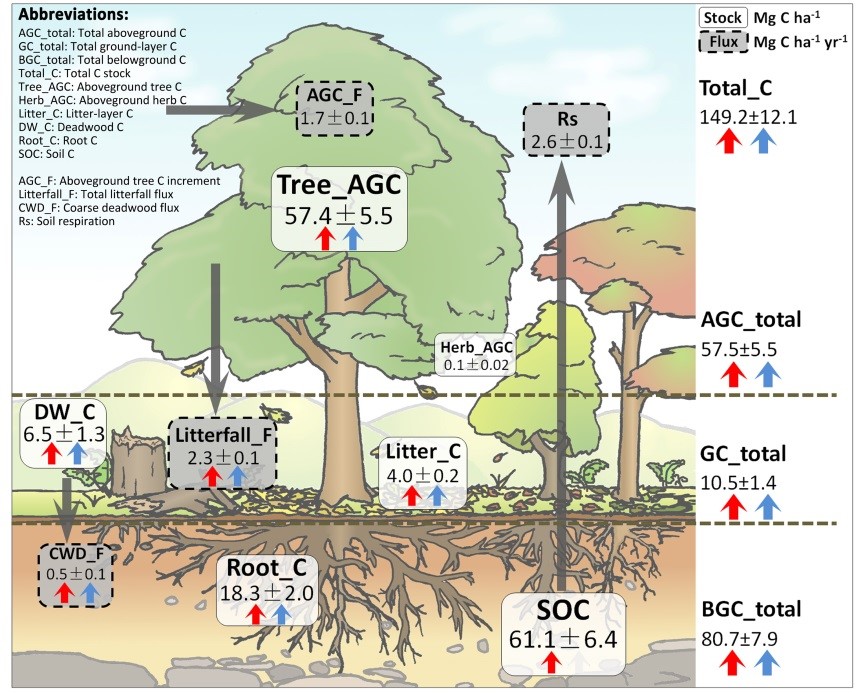 Abbreviations:
AGC_total: Total aboveground C
GC_total: Total ground-layer C
BGC_total: Total belowground C
Total_C: Total C stock
Tree_AGC: Aboveground tree C
Herb_AGC: Aboveground herb C
Litter_C: Litter-layer C
DW_C: Deadwood C
Root_C: Root C
SOC: Soil C
AGC_F: Aboveground tree C increment
Litterfall_F: Total litterfall flux
CWD_F: Coarse deadwood flux
Rs: Soil respiration
Stock Mg C ha⁻¹
Flux Mg C ha⁻¹ yr⁻¹
Total_C
149.2±12.1
AGC_F
1.7±0.1
Rs
2.6±0.1
Tree_AGC
57.4±5.5
AGC_total
57.5±5.5
Herb_AGC
0.1±0.02
DW_C
6.5±1.3
Litterfall_F
2.3±0.1
Litter_C
4.0±0.2
GC_total
10.5±1.4
CWD_F
0.5±0.1
Root_C
18.3±2.0
SOC
61.1±6.4
BGC_total
80.7±7.9